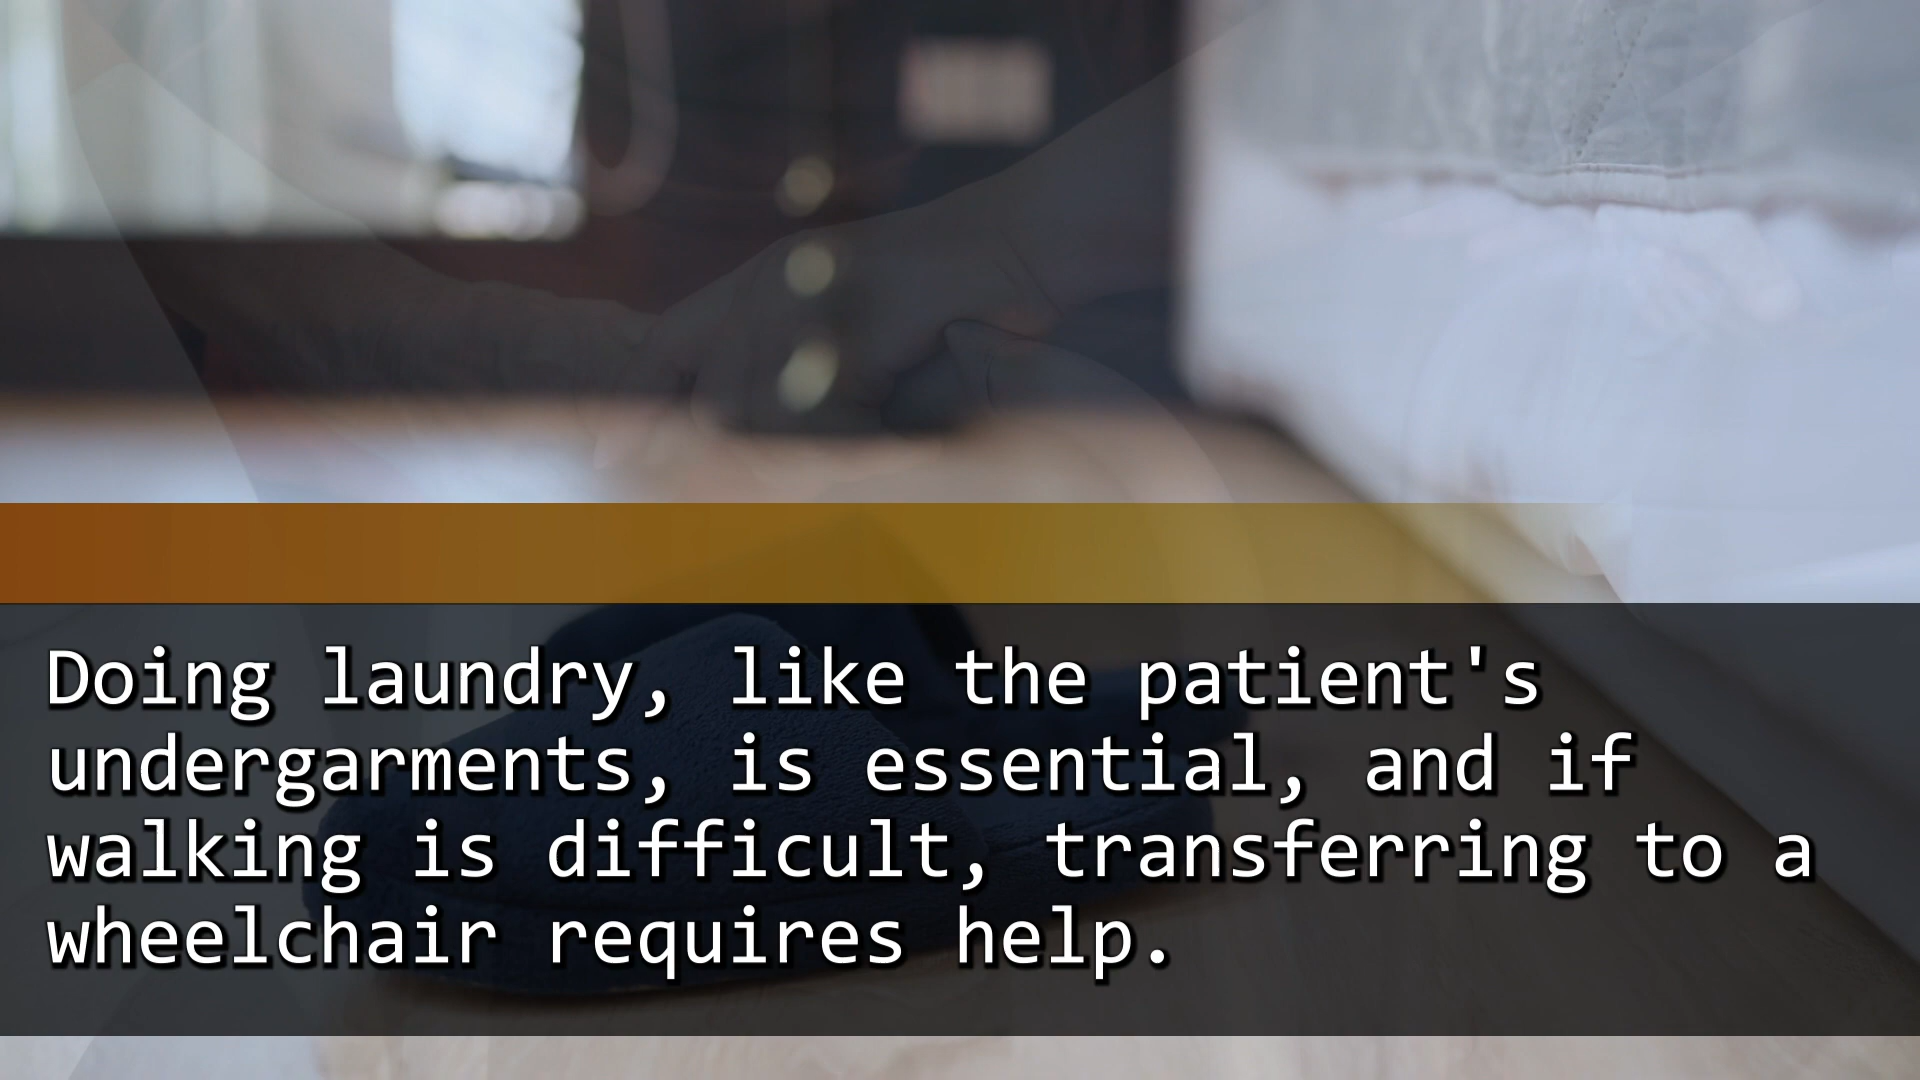 Doing laundry, like the patient's
undergarments, is essential, and if
walking is difficult, transferring to a
wheelchair requires help.